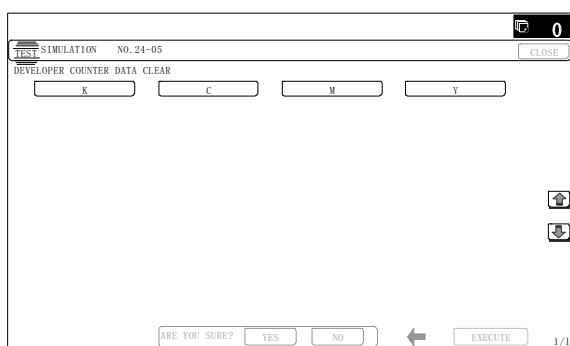 0
TEST SIMULATION NO.24-05 CLOSE
DEVELOPER COUNTER DATA CLEAR
K C M Y
ARE YOU SURE? YES NO EXECUTE 1/1